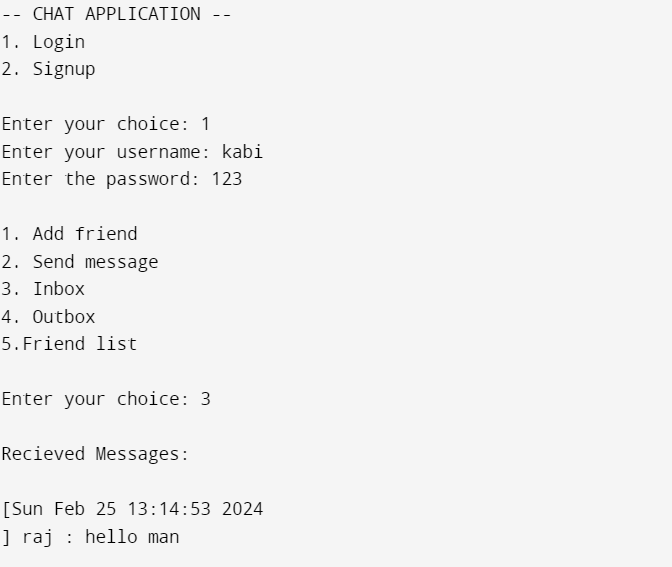 -- CHAT APPLICATION --
1. Login
2. Signup
Enter your choice: 1
Enter your username: kabi
Enter the password: 123
1. Add friend
2. Send message
3. Inbox
4. Outbox
5.Friend list
Enter your choice: 3
Recieved Messages:
[Sun Feb 25 13:14:53 2024
] raj : hello man